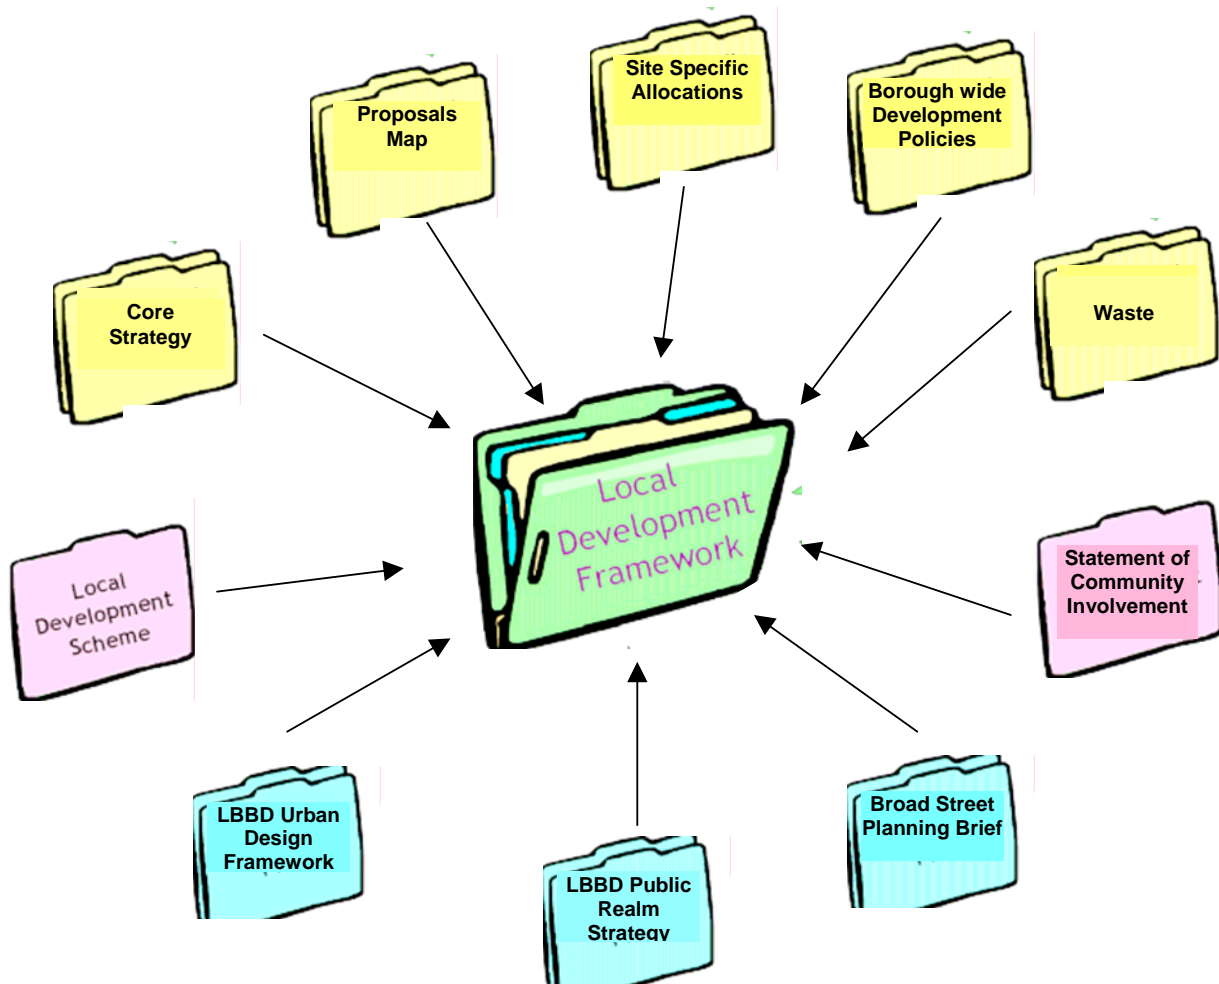 Site Specific
Allocations
Proposals
Map
Borough wide
Development
Policies
Core
Strategy
Waste
Local
Development
Framework
Local
Development
Scheme
Statement of
Community
Involvement
LBBD Urban
Design
Framework
LBBD Public
Realm
Strategy
Broad Street
Planning Brief